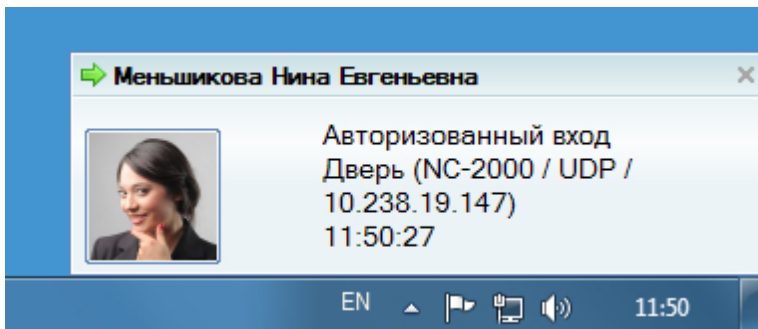 Меньшикова Нина Евгеньевна
Авторизованный вход
Дверь (NC-2000 / UDP /
10.238.19.147)
11:50:27
EN
11:50